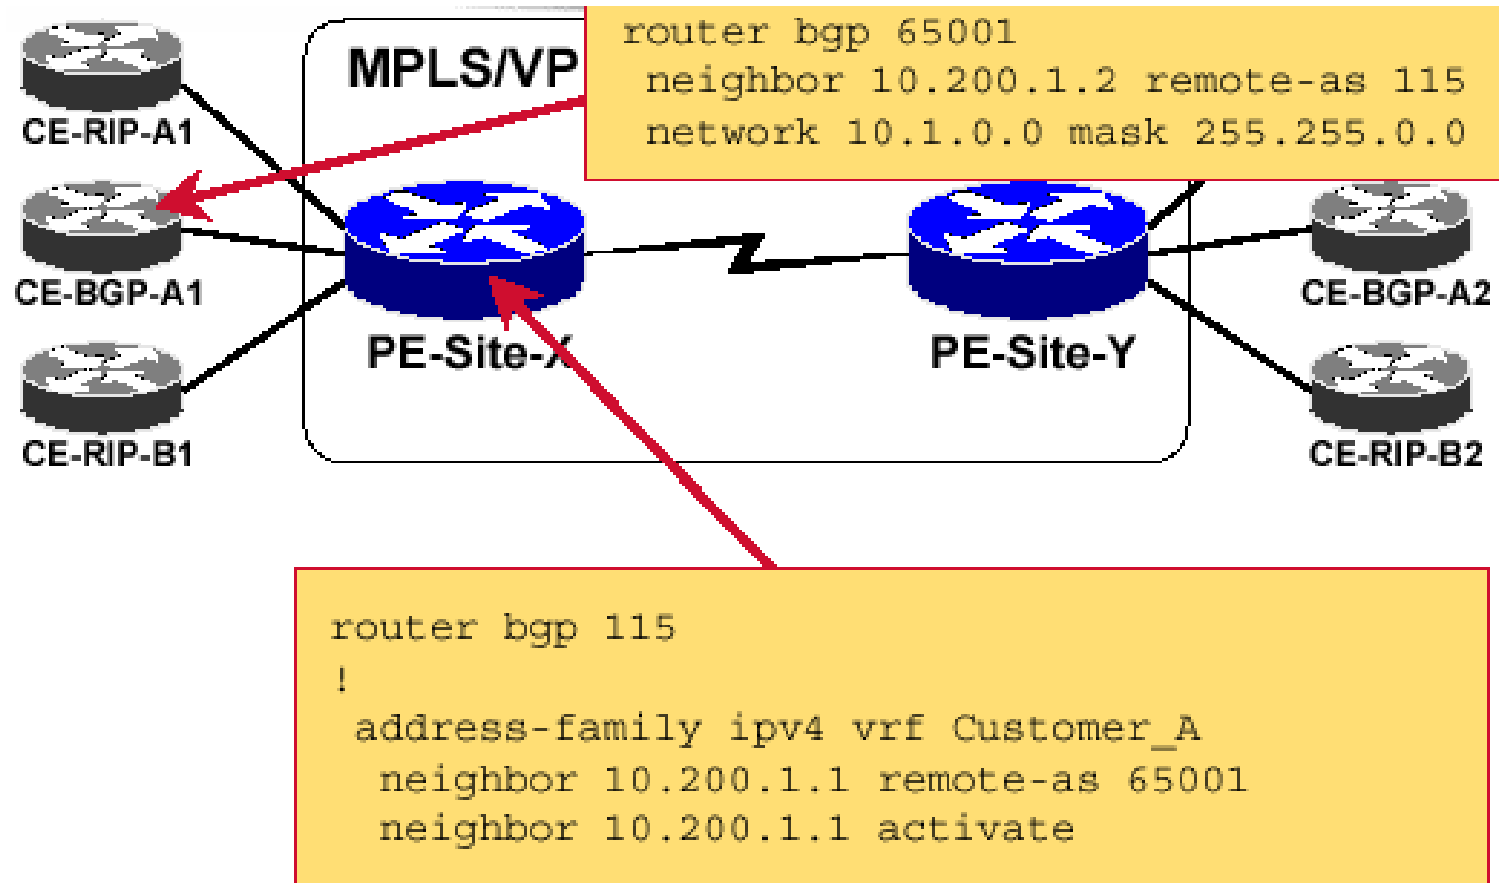 router bgp 65001
neighbor 10.200.1.2 remote-as 115
network 10.1.0.0 mask 255.255.0.0
MPLS/VP
CE-RIP-A1
CE-BGP-A1
CE-RIP-B1
PE-Site-X
PE-Site-Y
CE-BGP-A2
CE-RIP-B2
router bgp 115
!
address-family ipv4 vrf Customer_A
neighbor 10.200.1.1 remote-as 65001
neighbor 10.200.1.1 activate